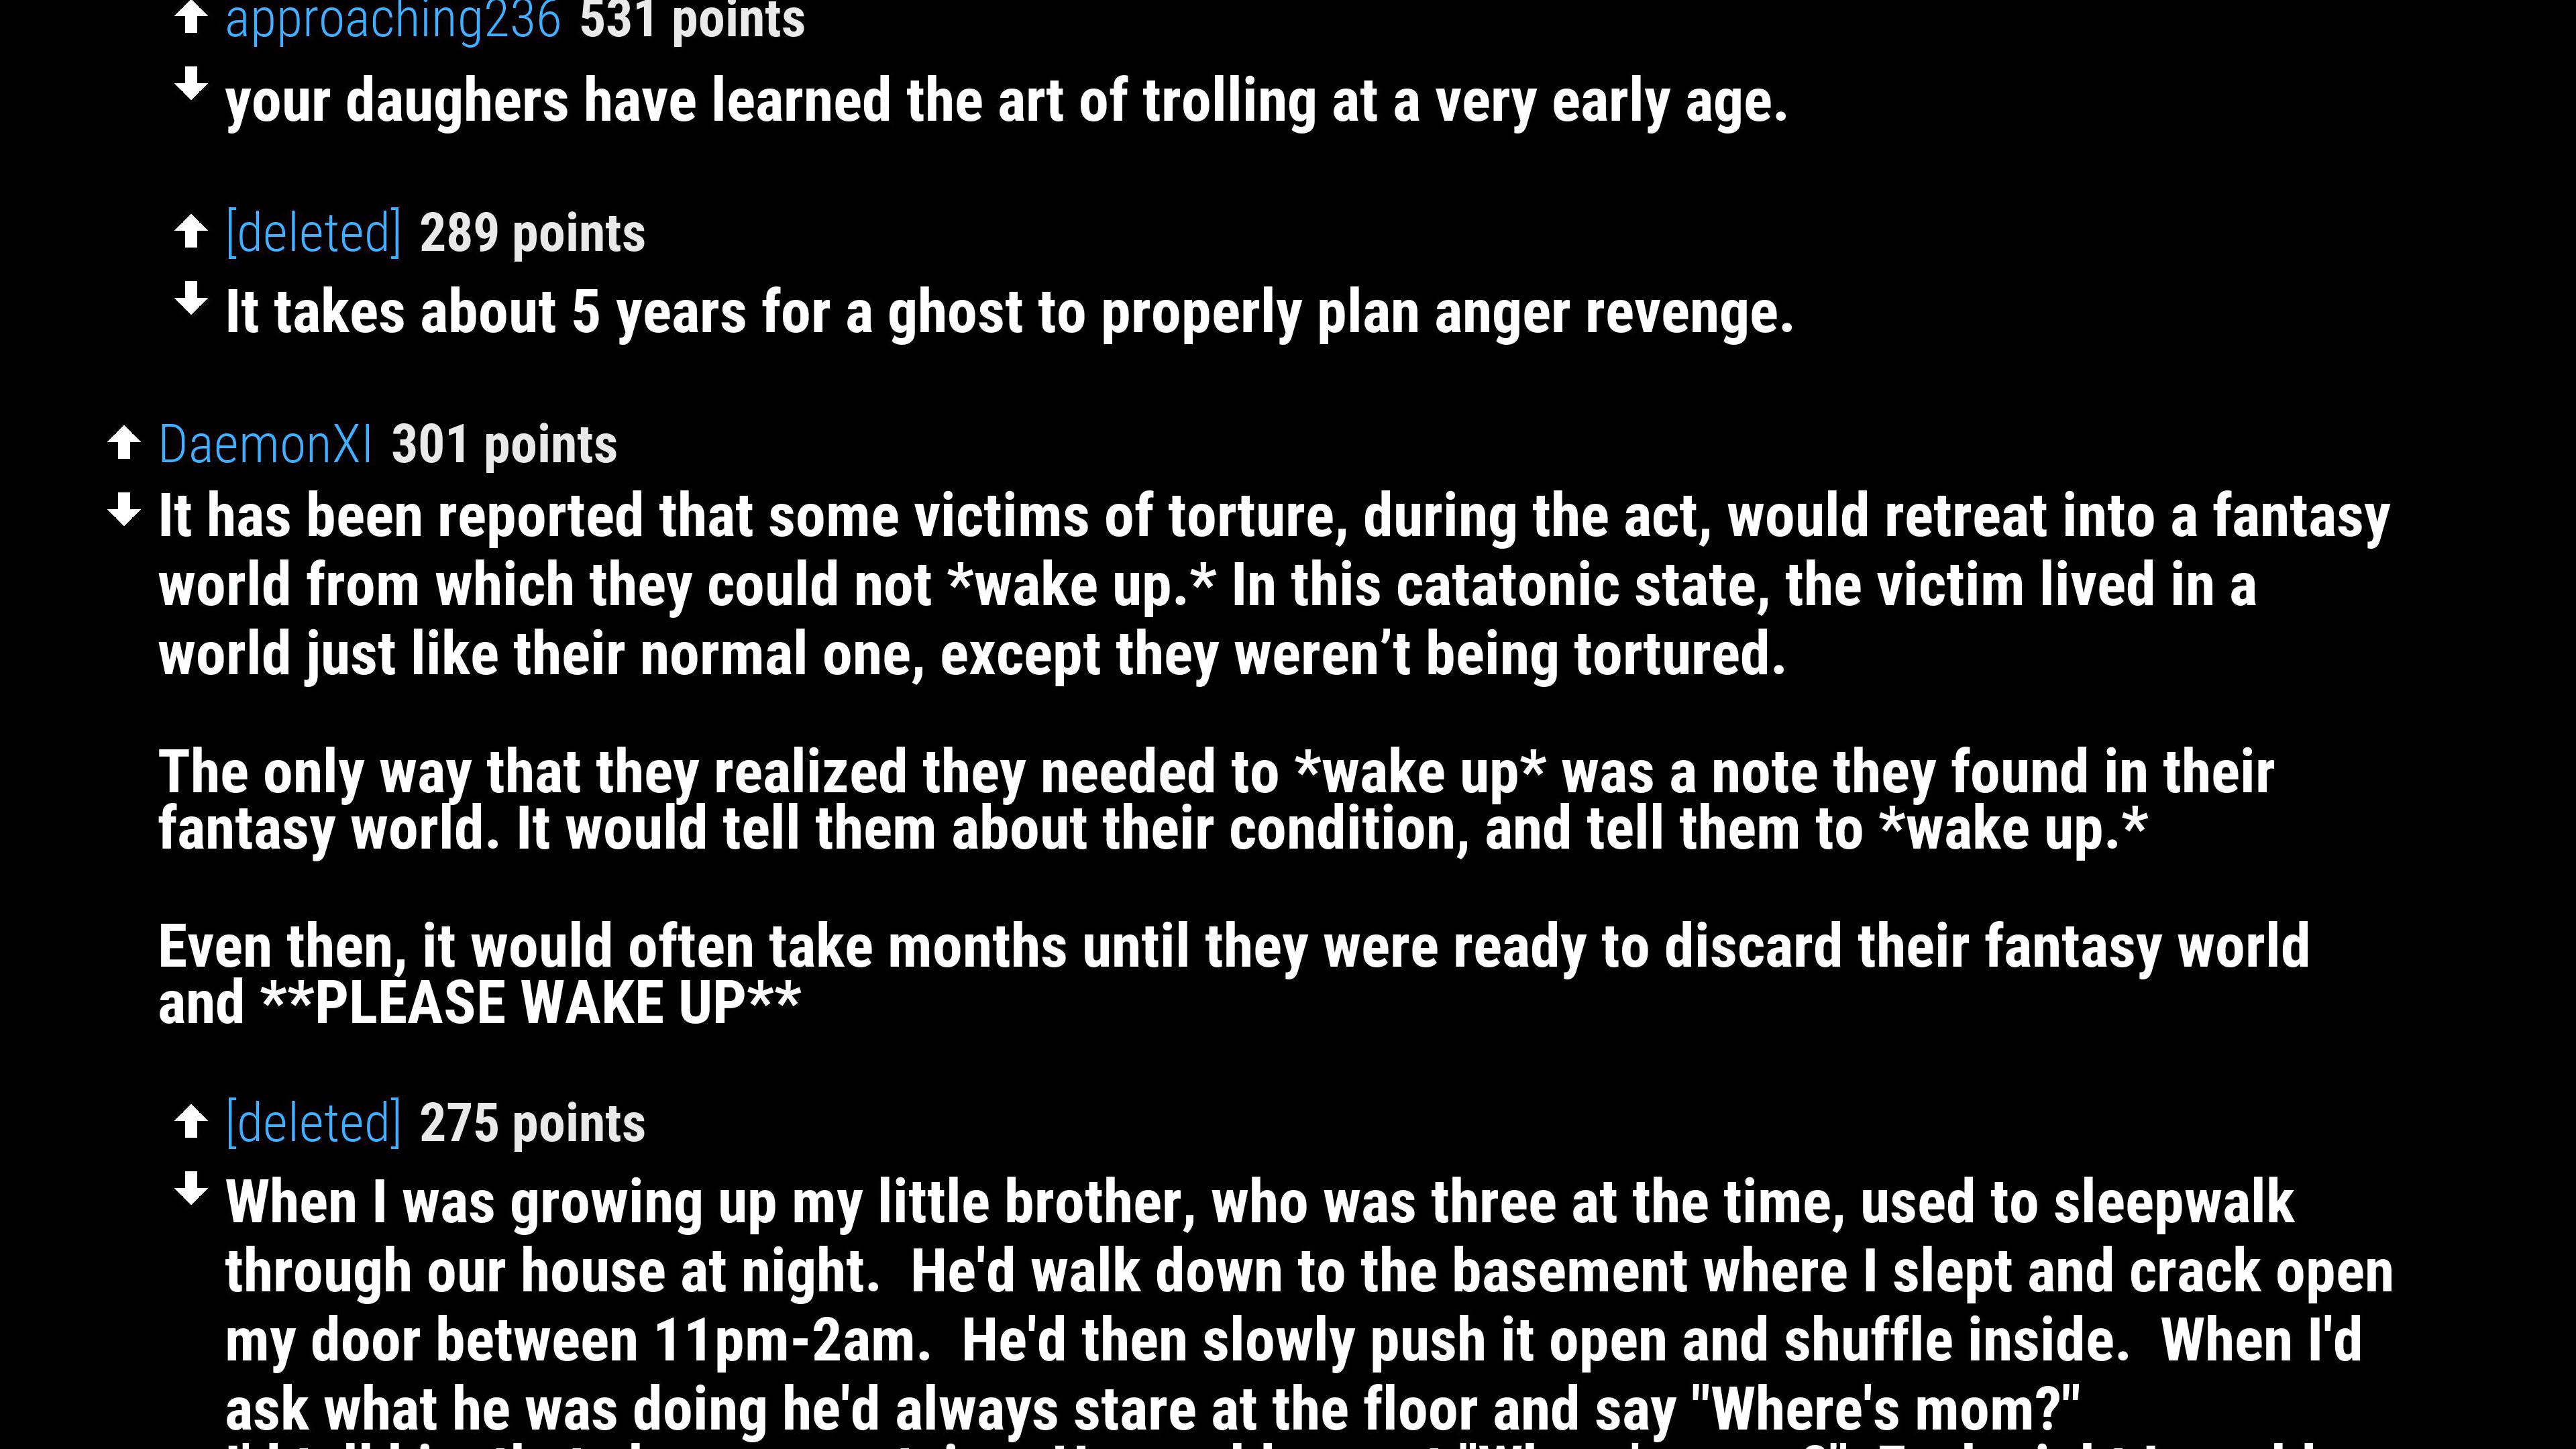 approaching236 531 points
your daughers have learned the art of trolling at a very early age.
[deleted] 289 points
It takes about 5 years for a ghost to properly plan anger revenge.
DaemonXI 301 points
It has been reported that some victims of torture, during the act, would retreat into a fantasy
world from which they could not *wake up.* In this catatonic state, the victim lived in a
world just like their normal one, except they weren’t being tortured.
The only way that they realized they needed to *wake up* was a note they found in their
fantasy world. It would tell them about their condition, and tell them to *wake up.*
Even then, it would often take months until they were ready to discard their fantasy world
and **PLEASE WAKE UP**
[deleted] 275 points
When I was growing up my little brother, who was three at the time, used to sleepwalk
through our house at night.  He'd walk down to the basement where I slept and crack open
my door between 11pm-2am.  He'd then slowly push it open and shuffle inside.  When I'd
ask what he was doing he'd always stare at the floor and say "Where's mom?"